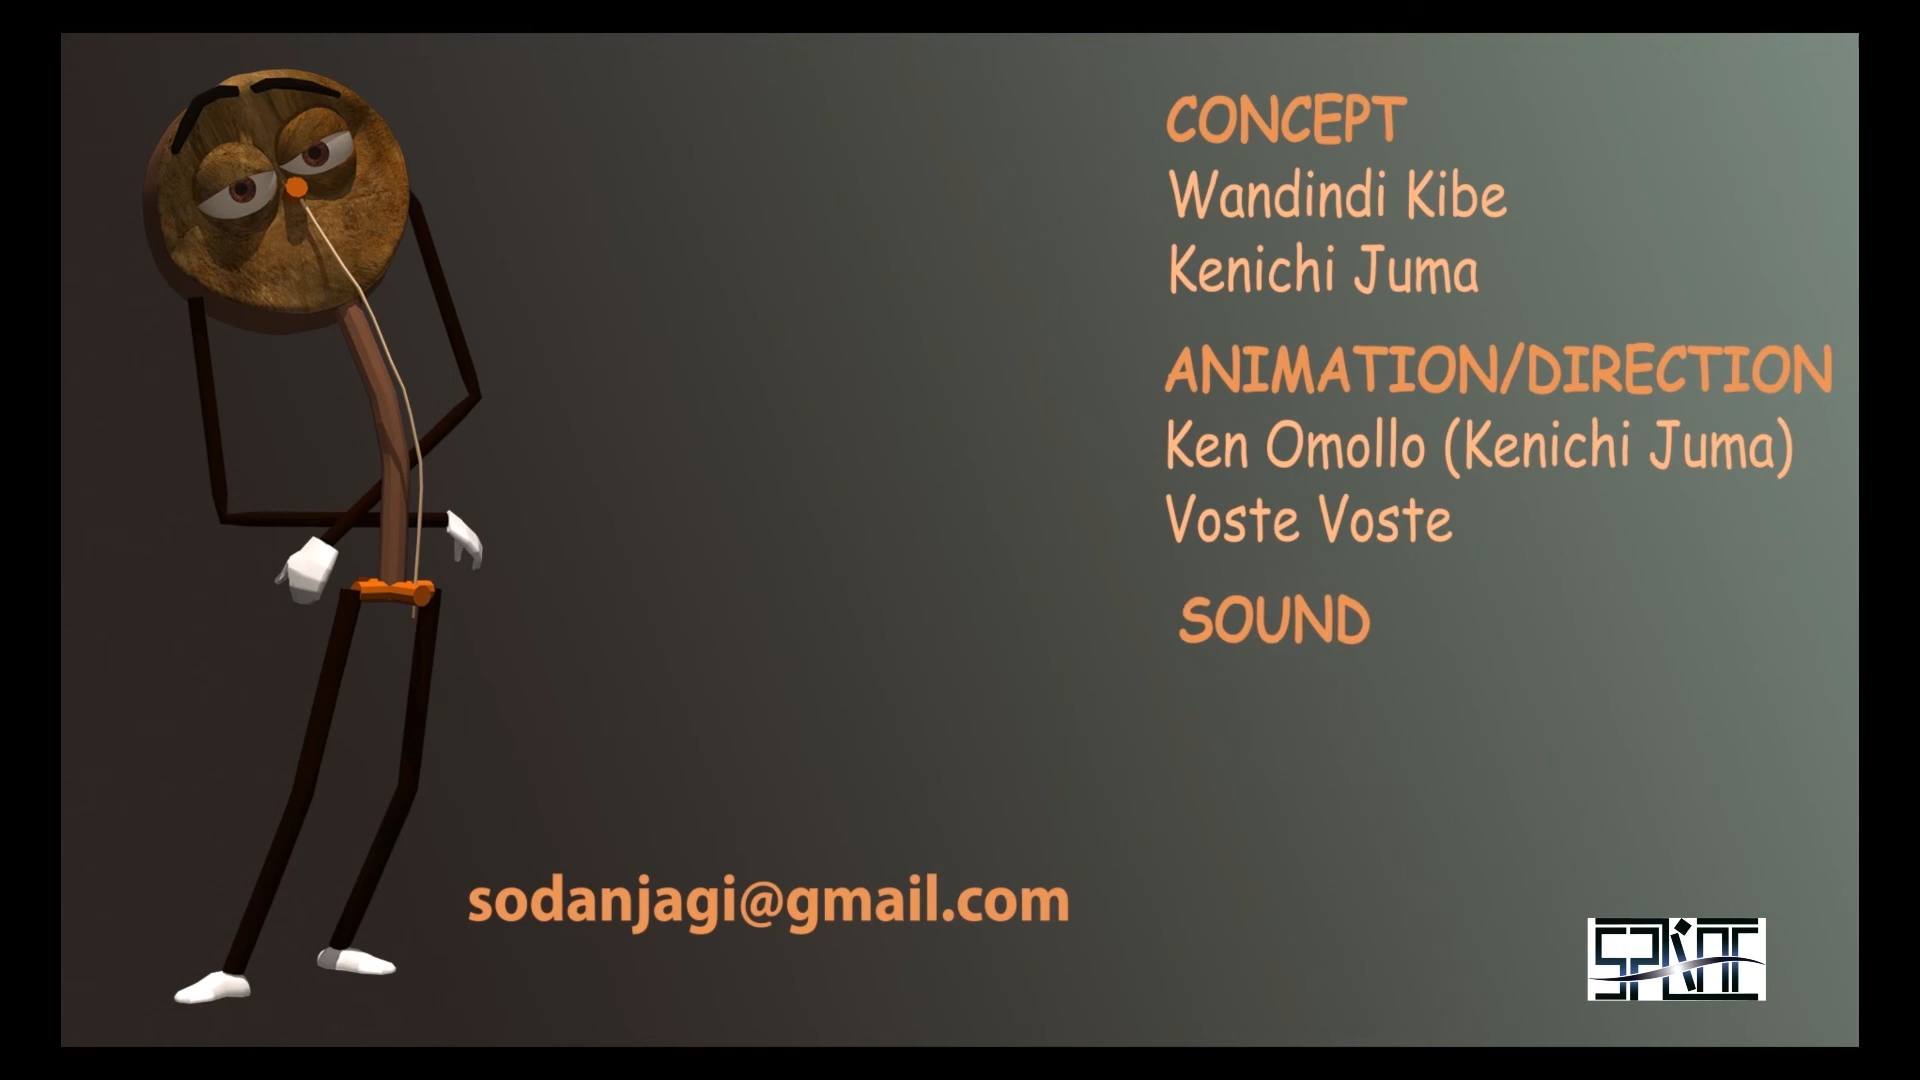 CONCEPT
Wandindi Kibe
Kenichi Juma
ANIMATION/DIRECTION
Ken Omollo (Kenichi Juma)
Voste Voste
SOUND
sodanjagi@gmail.com